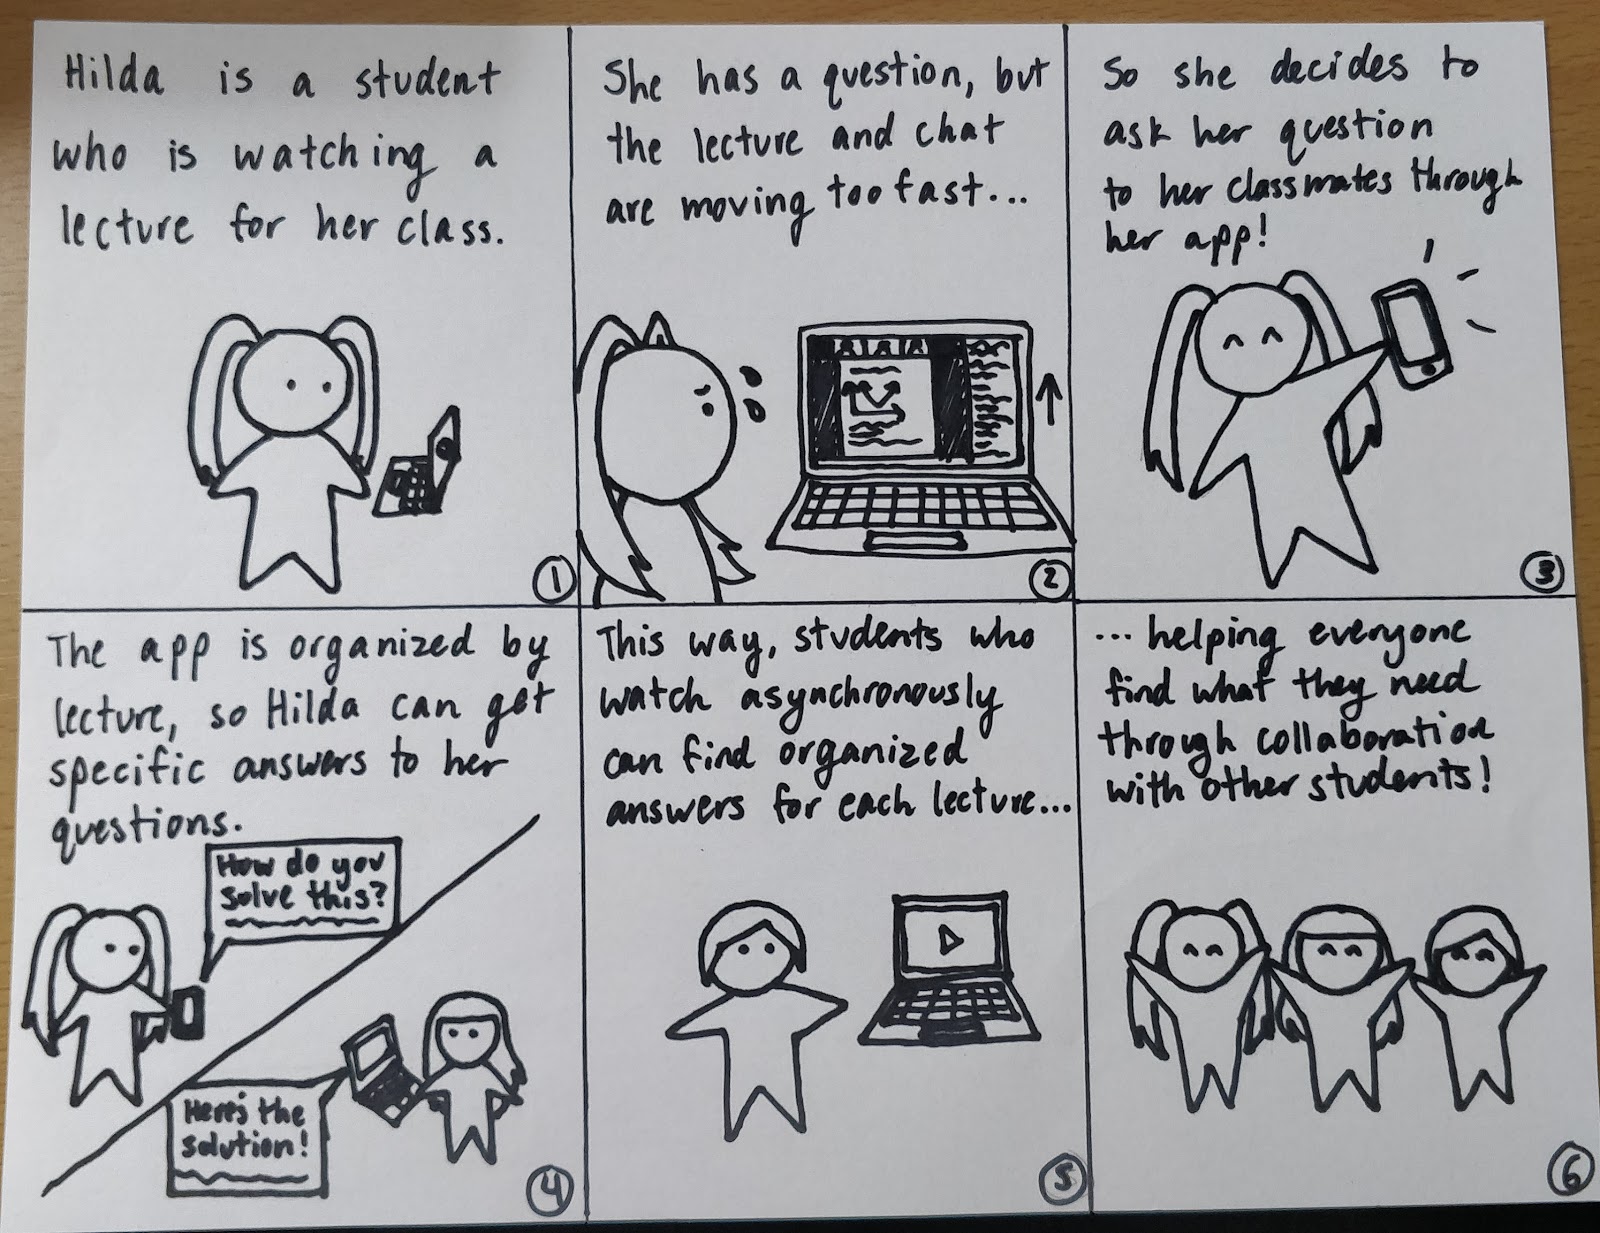 Hilda is a student
who is watching a
lecture for her class.
1
She has a question, but
the lecture and chat
are moving too fast...
2
So she decides to
ask her question
to her classmates through
her app!
3
The app is organized by
lecture, so Hilda can get
specific answers to her
questions.
How do you
solve this?
Here's the
solution!
4
This way, students who
watch asynchronously
can find organized
answers for each lecture...
5
... helping everyone
find what they need
through collaboration
with other students!
6